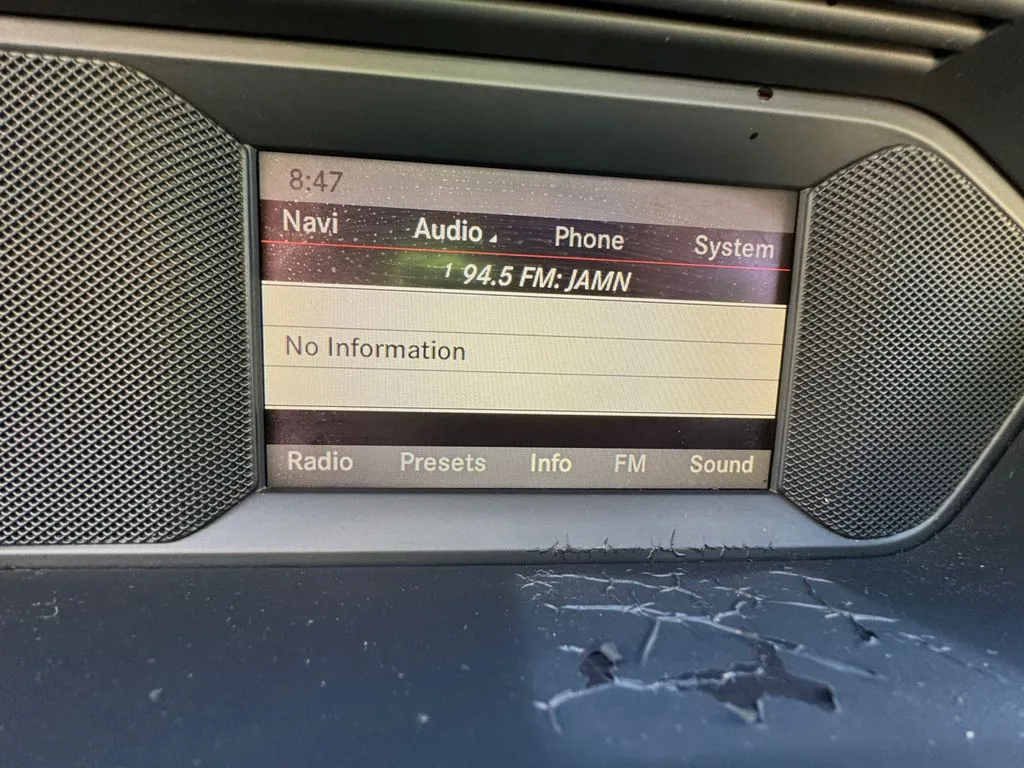 8:47
Navi Audio Phone System
1 94.5 FM: JAMN
No Information
Radio Presets Info FM Sound